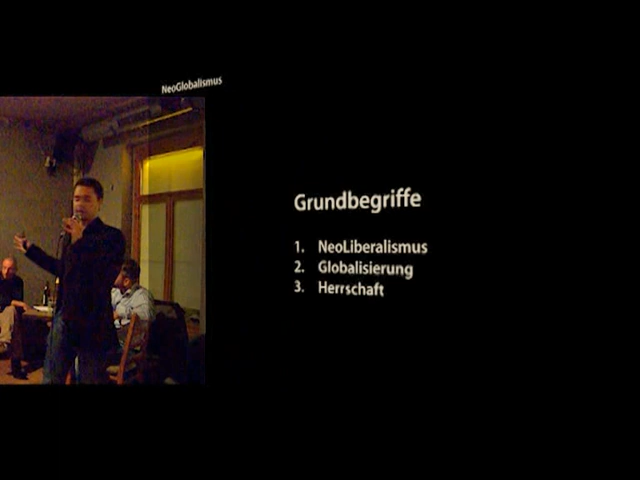 NeoGlobalismus
Grundbegriffe
1. NeoLiberalismus
2. Globalisierung
3. Herrschaft